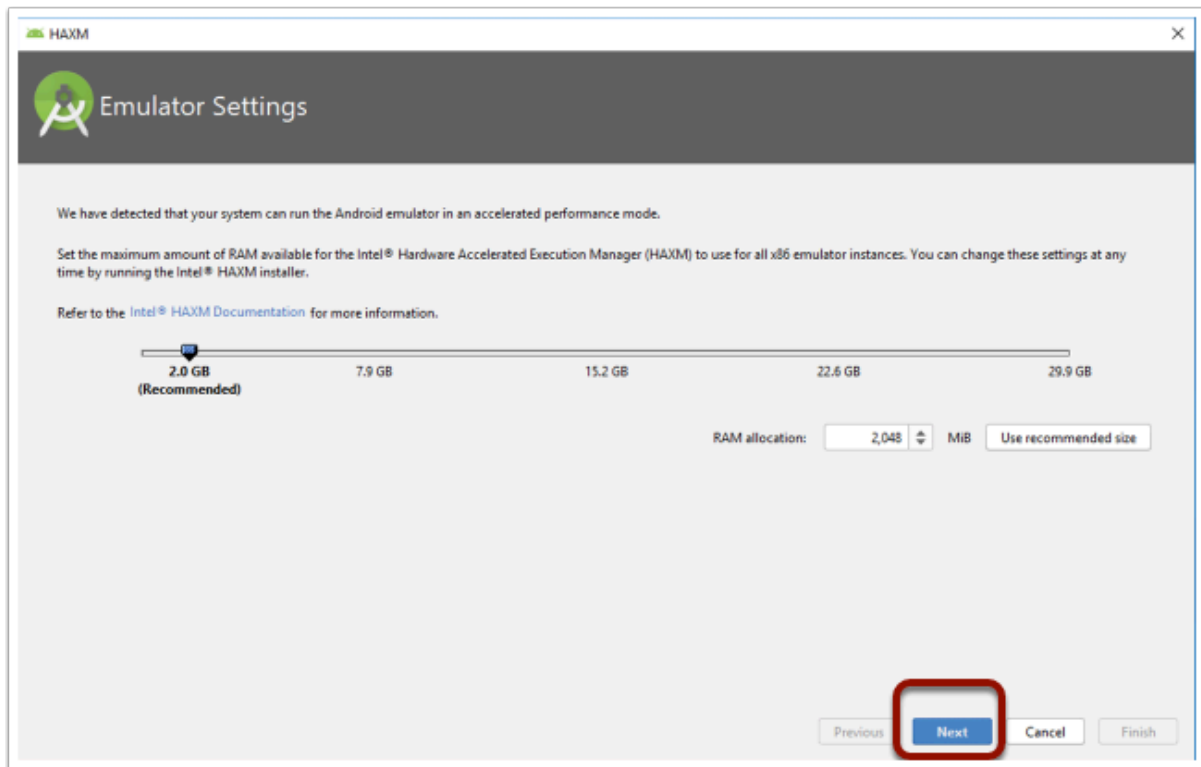 HAXM
Emulator Settings
We have detected that your system can run the Android emulator in an accelerated performance mode.
Set the maximum amount of RAM available for the Intel® Hardware Accelerated Execution Manager (HAXM) to use for all x86 emulator instances. You can change these settings at any
time by running the Intel® HAXM installer.
Refer to the Intel® HAXM Documentation for more information.
2.0 GB 7.9 GB 15.2 GB 22.6 GB 29.9 GB
(Recommended)
RAM allocation: 2,048 MiB Use recommended size
Previous Next Cancel Finish